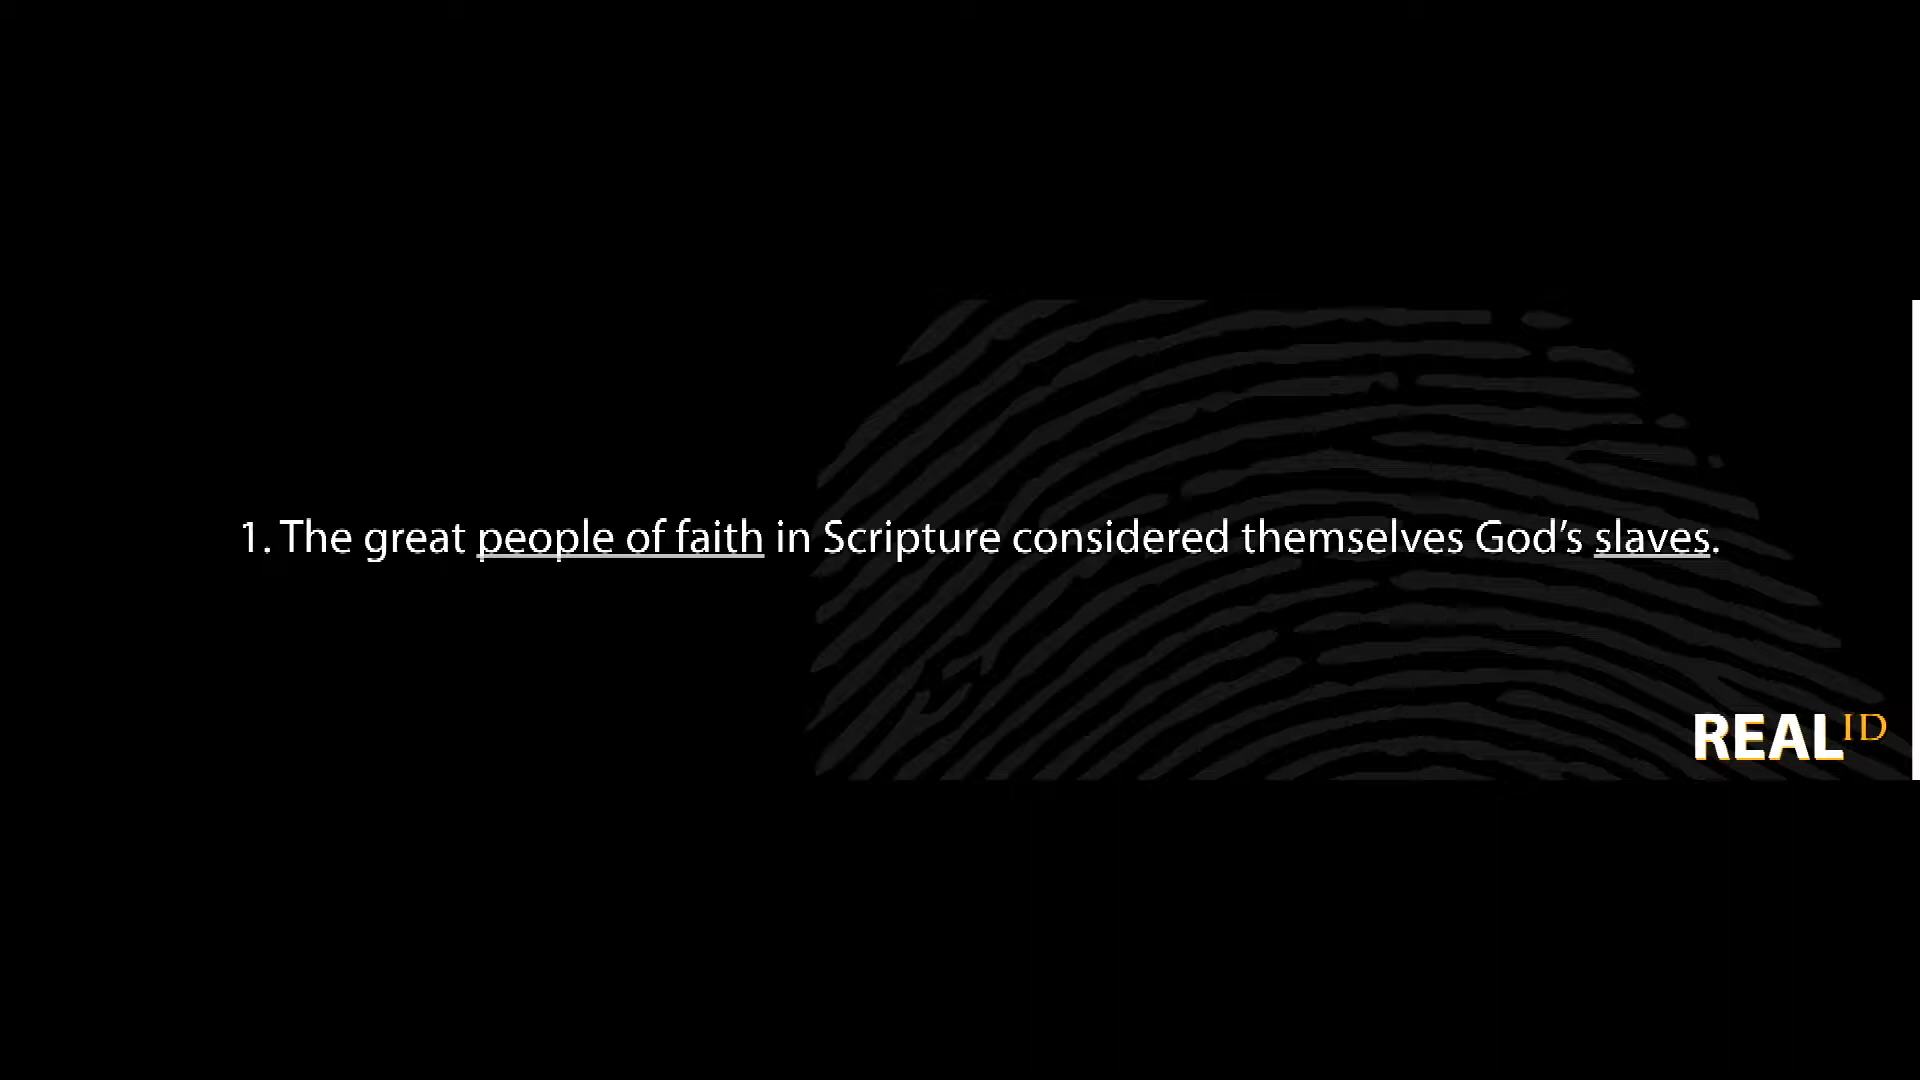 1. The great people of faith in Scripture considered themselves God’s slaves.
REAL ID